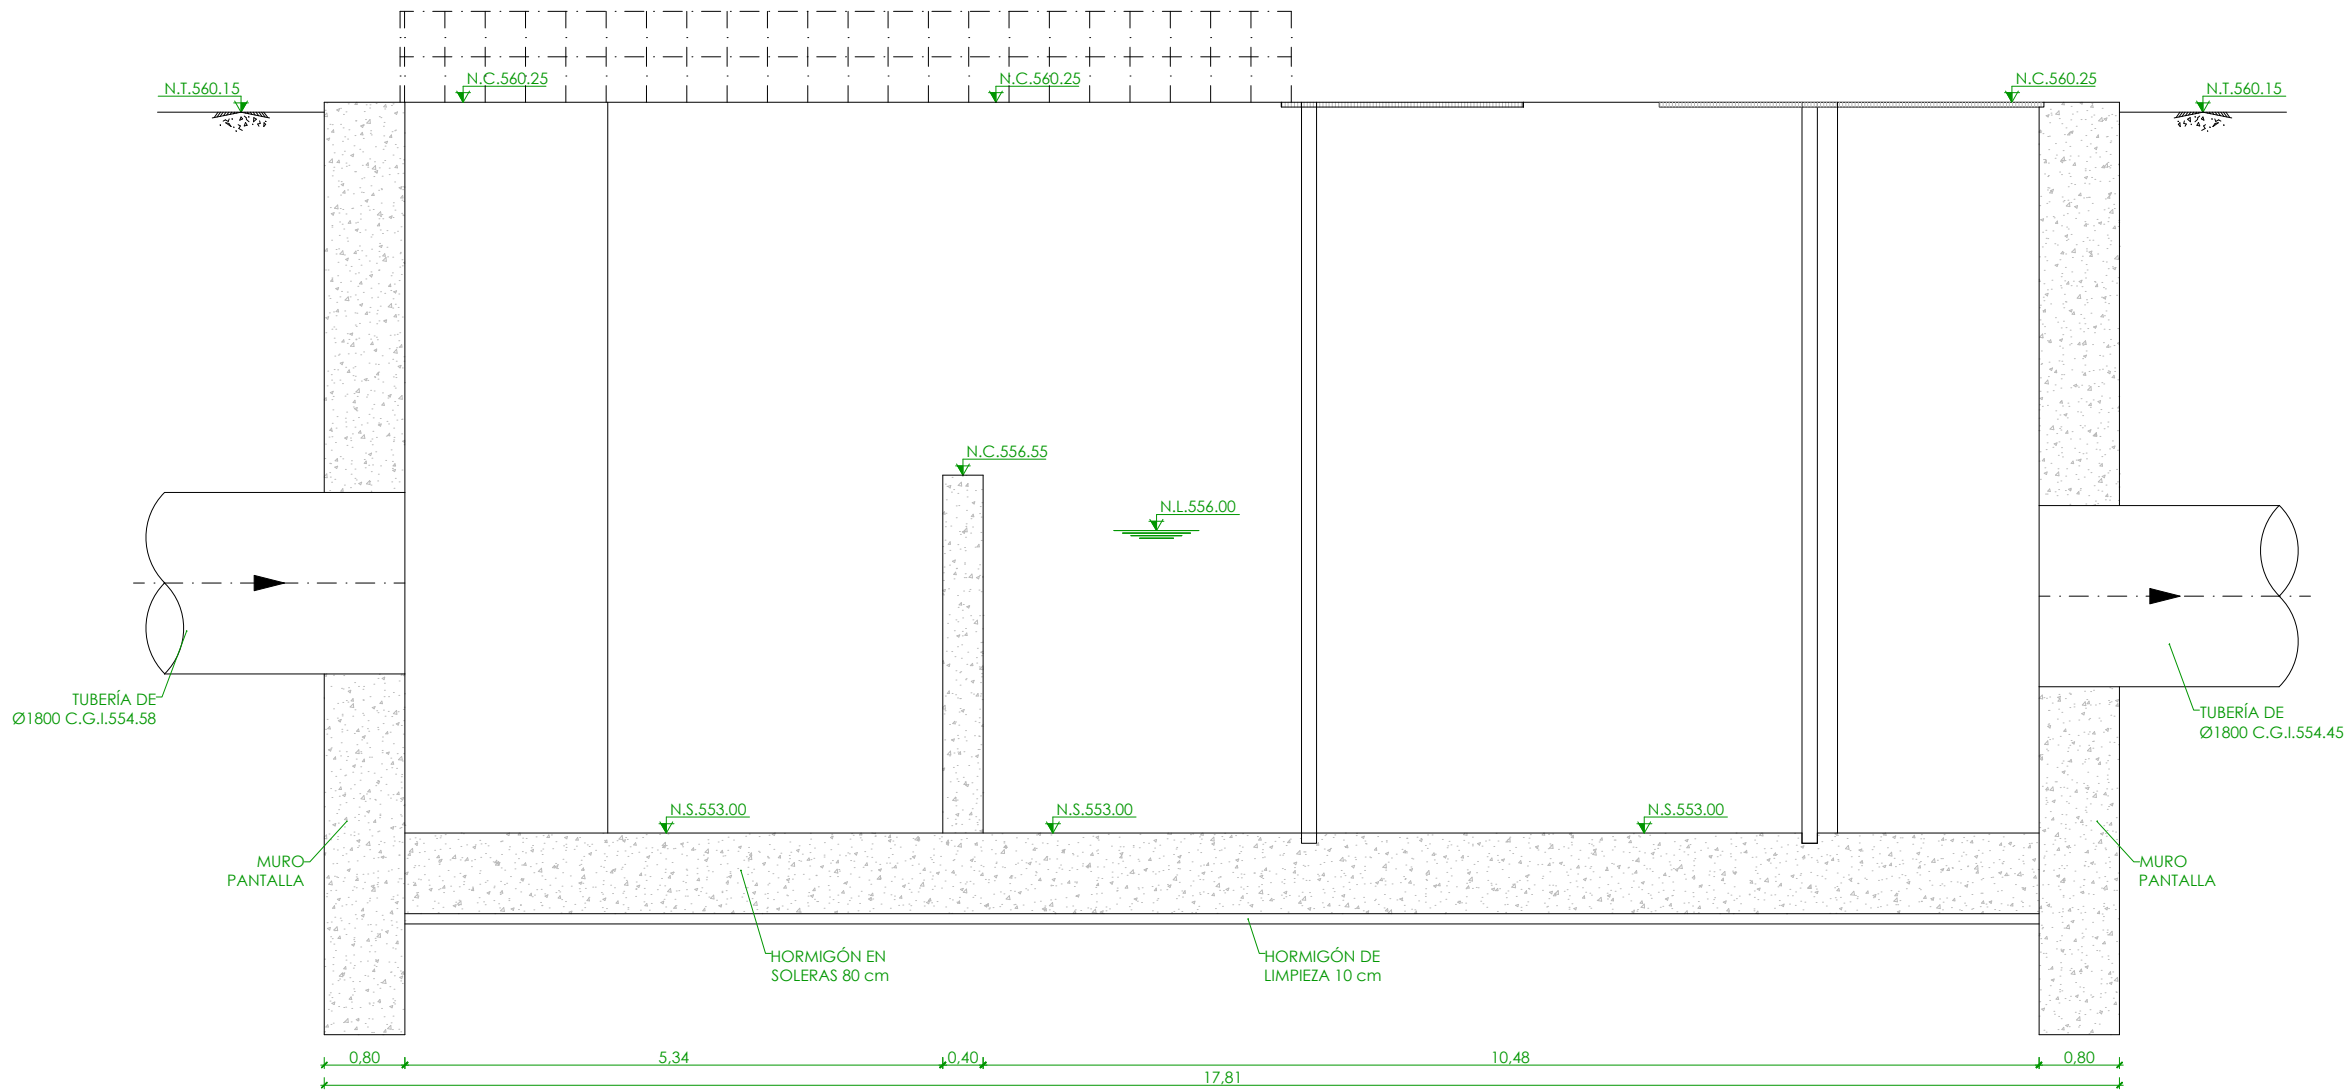 N.C.560.25
N.C.560.25
N.C.560.25
N.T.560.15
N.T.560.15
N.C.556.55
N.L.556.00
TUBERÍA DE
Ø1800 C.G.I.554.58
TUBERÍA DE
Ø1800 C.G.I.554.45
N.S.553.00
N.S.553.00
N.S.553.00
MURO
PANTALLA
MURO
PANTALLA
HORMIGÓN EN
SOLERAS 80 cm
HORMIGÓN DE
LIMPIEZA 10 cm
0,80
5,34
0,40
10,48
0,80
17,81